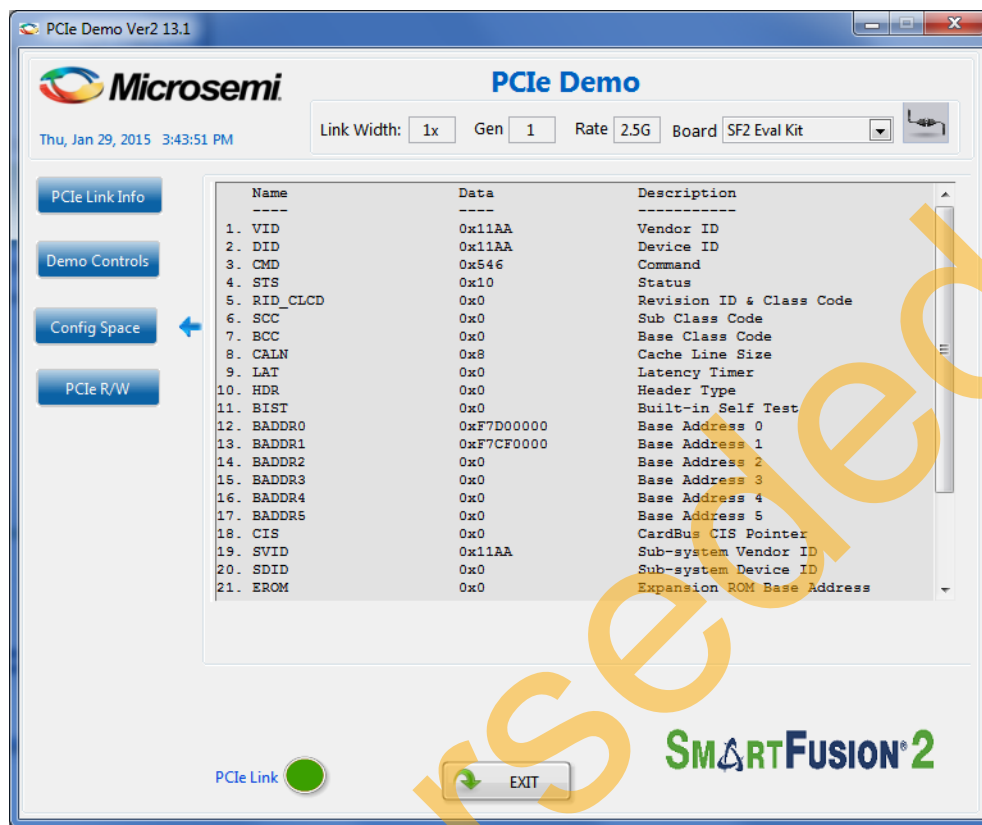 PCIe Demo Ver2 13.1
Microsemi.
PCIe Demo
Thu, Jan 29, 2015 3:43:51 PM
Link Width: 1x Gen 1 Rate 2.5G Board SF2 Eval Kit
PCIe Link Info
Demo Controls
Config Space
PCIe R/W
Name Data Description
---- ---- -----------
1. VID 0x11AA Vendor ID
2. DID 0x11AA Device ID
3. CMD 0x546 Command
4. STS 0x10 Status
5. RID_CLCD 0x0 Revision ID & Class Code
6. SCC 0x0 Sub Class Code
7. BCC 0x0 Base Class Code
8. CALN 0x8 Cache Line Size
9. LAT 0x0 Latency Timer
10. HDR 0x0 Header Type
11. BIST 0x0 Built-in Self Test
12. BADDR0 0xF7D00000 Base Address 0
13. BADDR1 0xF7CF0000 Base Address 1
14. BADDR2 0x0 Base Address 2
15. BADDR3 0x0 Base Address 3
16. BADDR4 0x0 Base Address 4
17. BADDR5 0x0 Base Address 5
18. CIS 0x0 CardBus CIS Pointer
19. SVID 0x11AA Sub-system Vendor ID
20. SDID 0x0 Sub-system Device ID
21. EROM 0x0 Expansion ROM Base Address
SMARTFUSION®2
PCIe Link
EXIT
rseded